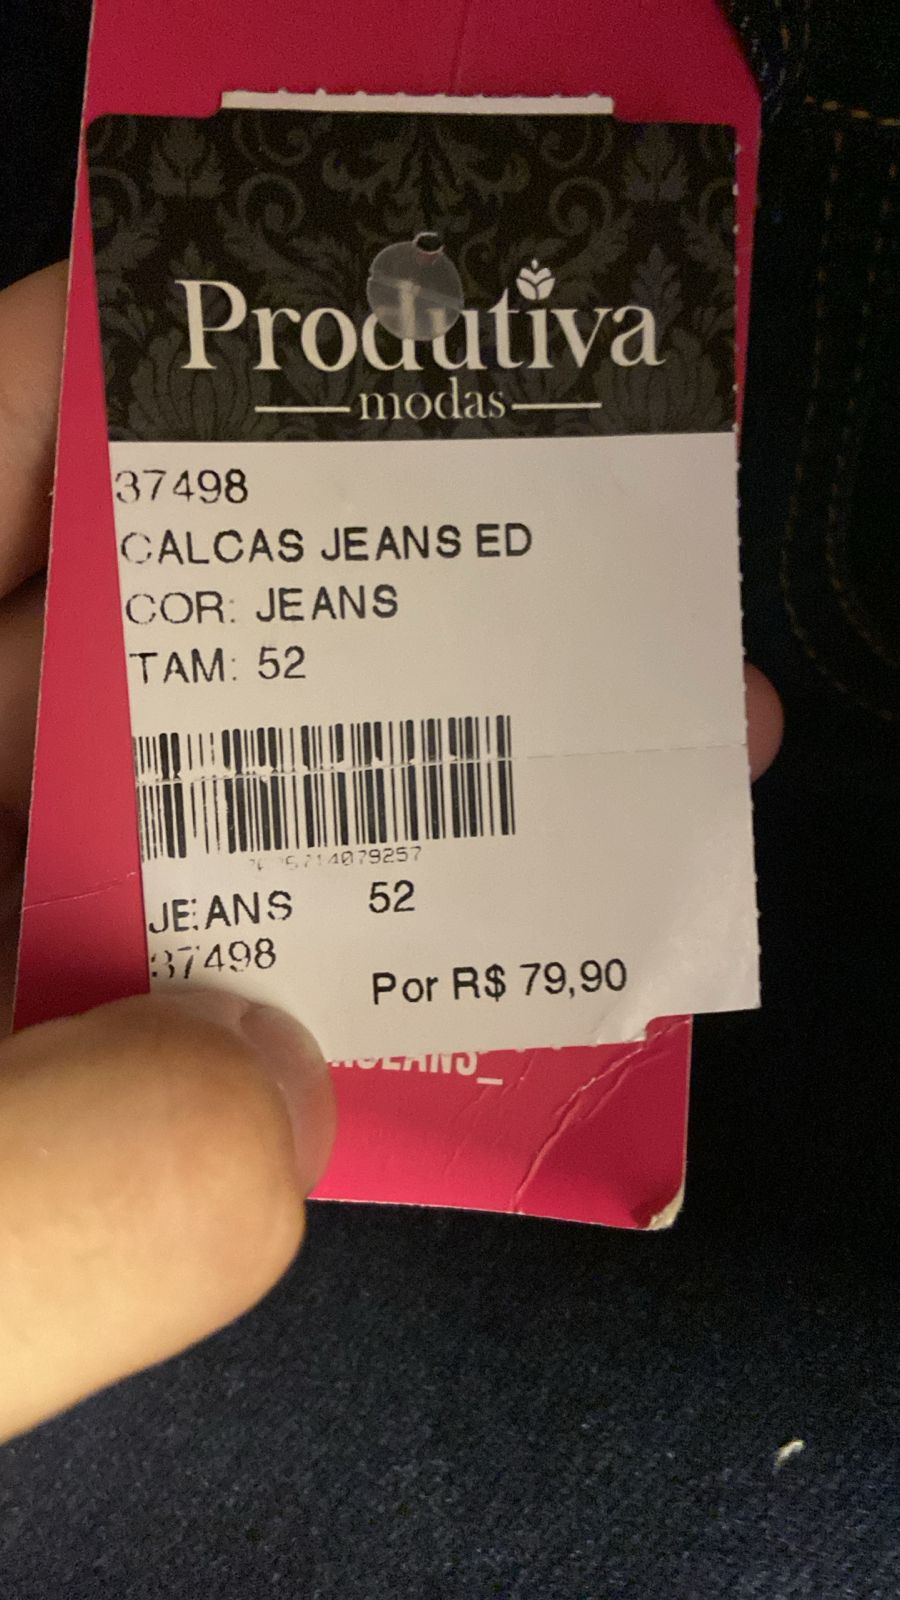 Produtiva
modas
37498
CALCAS JEANS ED
COR: JEANS
TAM: 52
JEANS 52
37498
Por R$ 79,90